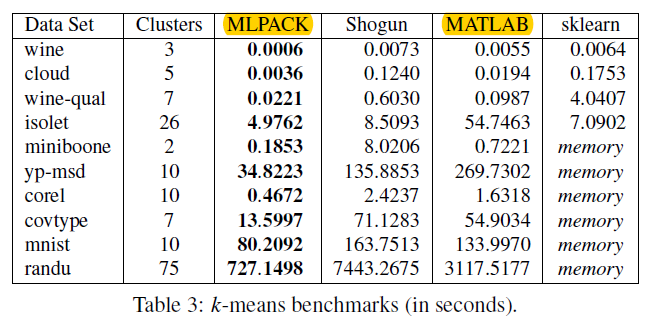 Data Set Clusters MLPACK Shogun MATLAB sklearn
wine 3 0.0006 0.0073 0.0055 0.0064
cloud 5 0.0036 0.1240 0.0194 0.1753
wine-qual 7 0.0221 0.6030 0.0987 4.0407
isolet 26 4.9762 8.5093 54.7463 7.0902
miniboone 2 0.1853 8.0206 0.7221 memory
yp-msd 10 34.8223 135.8853 269.7302 memory
corel 10 0.4672 2.4237 1.6318 memory
covtype 7 13.5997 71.1283 54.9034 memory
mnist 10 80.2092 163.7513 133.9970 memory
randu 75 727.1498 7443.2675 3117.5177 memory
Table 3: k-means benchmarks (in seconds).